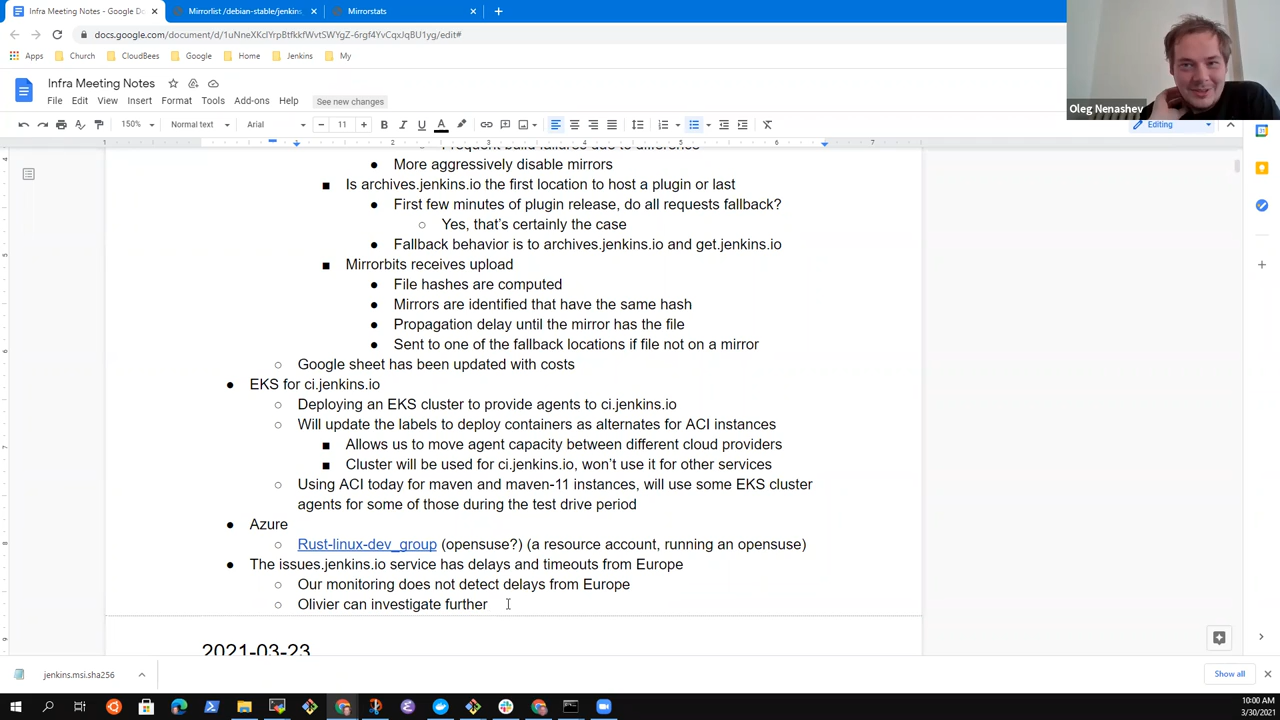 Infra Meeting Notes - Google Do
Mirrorlist /debian-stable/jenkins
Mirrorstats
docs.google.com/document/d/1uNneXKcIYrpBtfkkfWvtSWYgZ-6rgf4YvCqxJqBU1yg/edit#
Apps Church CloudBees Google Home Jenkins My
Infra Meeting Notes
File Edit View Insert Format Tools Add-ons Help See new changes
150% Normal text Arial 11 Editing
Oleg Nenashev
Frequent build failures due to difference
● More aggressively disable mirrors
■ Is archives.jenkins.io the first location to host a plugin or last
● First few minutes of plugin release, do all requests fallback?
○ Yes, that's certainly the case
● Fallback behavior is to archives.jenkins.io and get.jenkins.io
■ Mirrorbits receives upload
● File hashes are computed
● Mirrors are identified that have the same hash
● Propagation delay until the mirror has the file
● Sent to one of the fallback locations if file not on a mirror
○ Google sheet has been updated with costs
● EKS for ci.jenkins.io
○ Deploying an EKS cluster to provide agents to ci.jenkins.io
○ Will update the labels to deploy containers as alternates for ACI instances
■ Allows us to move agent capacity between different cloud providers
■ Cluster will be used for ci.jenkins.io, won't use it for other services
○ Using ACI today for maven and maven-11 instances, will use some EKS cluster
agents for some of those during the test drive period
● Azure
○ Rust-linux-dev_group (opensuse?) (a resource account, running an opensuse)
● The issues.jenkins.io service has delays and timeouts from Europe
○ Our monitoring does not detect delays from Europe
○ Olivier can investigate further
2021-03-23
jenkins.msi.sha256
Show all
10:00 AM
3/30/2021